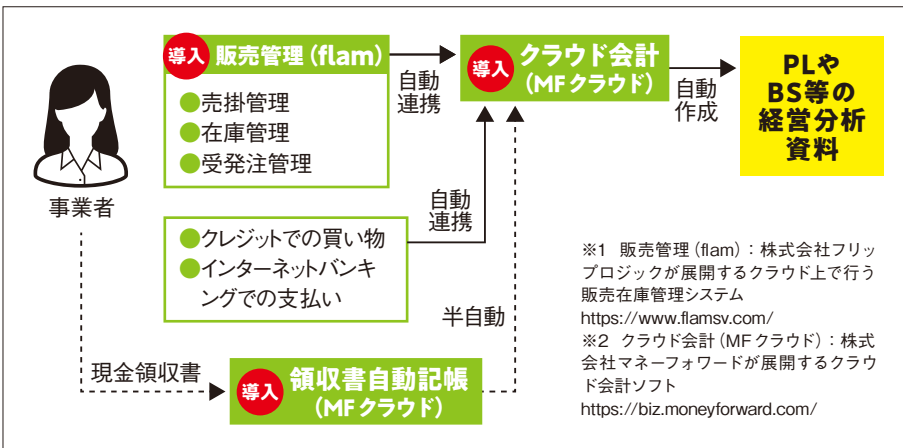 導入 販売管理(flam)
●売掛管理
●在庫管理
●受発注管理
自動
連携
導入 クラウド会計
(MFクラウド)
自動
作成
PLや
BS等の
経営分析
資料
事業者
●クレジットでの買い物
●インターネットバンキ
ングでの支払い
自動
連携
半自動
現金領収書
導入 領収書自動記帳
(MFクラウド)
※1 販売管理(flam):株式会社フリッ
プロジックが展開するクラウド上で行う
販売在庫管理システム
https://www.flamsv.com/
※2 クラウド会計(MFクラウド):株式
会社マネーフォワードが展開するクラウ
ド会計ソフト
https://biz.moneyforward.com/